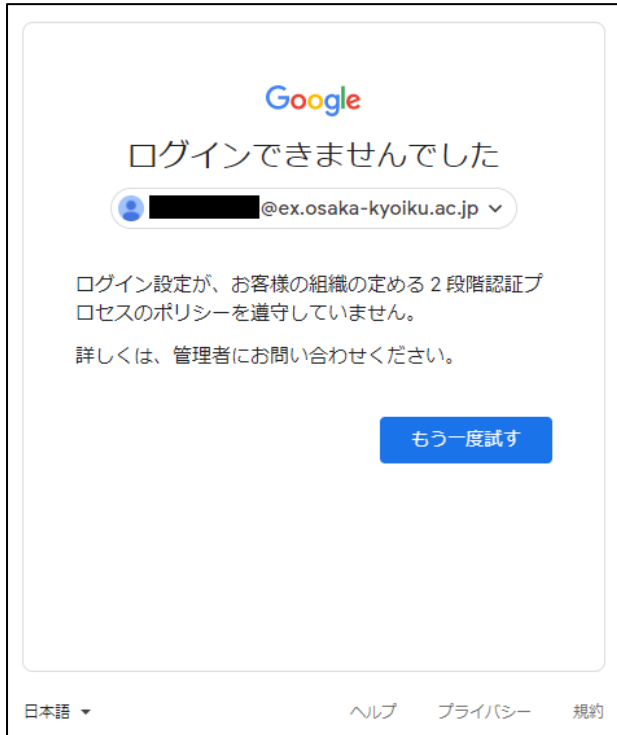 Google
ログインできませんでした
@ex.osaka-kyoiku.ac.jp
ログイン設定が、お客様の組織の定める 2 段階認証プ
ロセスのポリシーを遵守していません。
詳しくは、管理者にお問い合わせください。
もう一度試す
日本語 ヘルプ プライバシー 規約